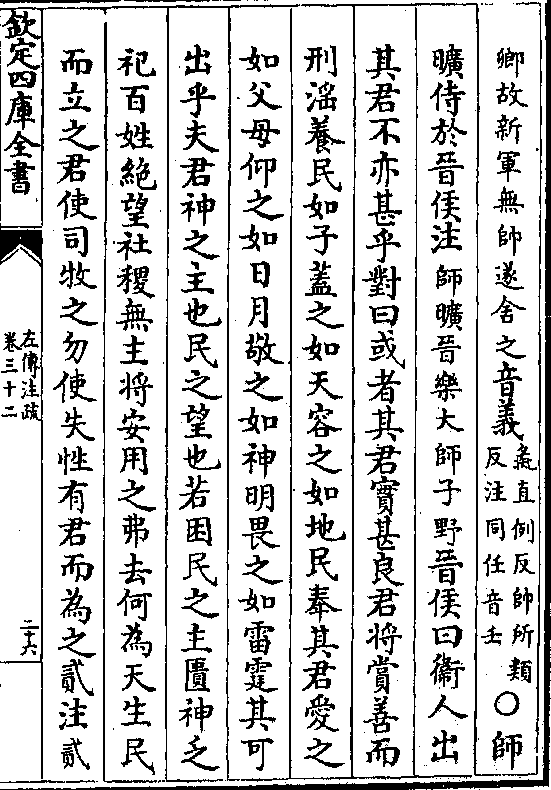 卿故新軍無帥遂舍之音義彘直例反帥所類
反注同任音壬○師
曠侍於晉侯注師曠晉樂大師子野晉侯曰衞人出
其君不亦甚乎對曰或者其君實甚良君將賞善而
刑淫養民如子蓋之如天容之如地民奉其君愛之
如父母仰之如日月敬之如神明畏之如雷霆其可
出乎夫君神之主也民之望也若困民之主匱神乏
祀百姓絶望社稷無主將安用之弗去何為天生民
而立之君使司牧之勿使失性有君而為之貳注貳
欽定四庫全書
左傳注疏
卷三十二
二十六